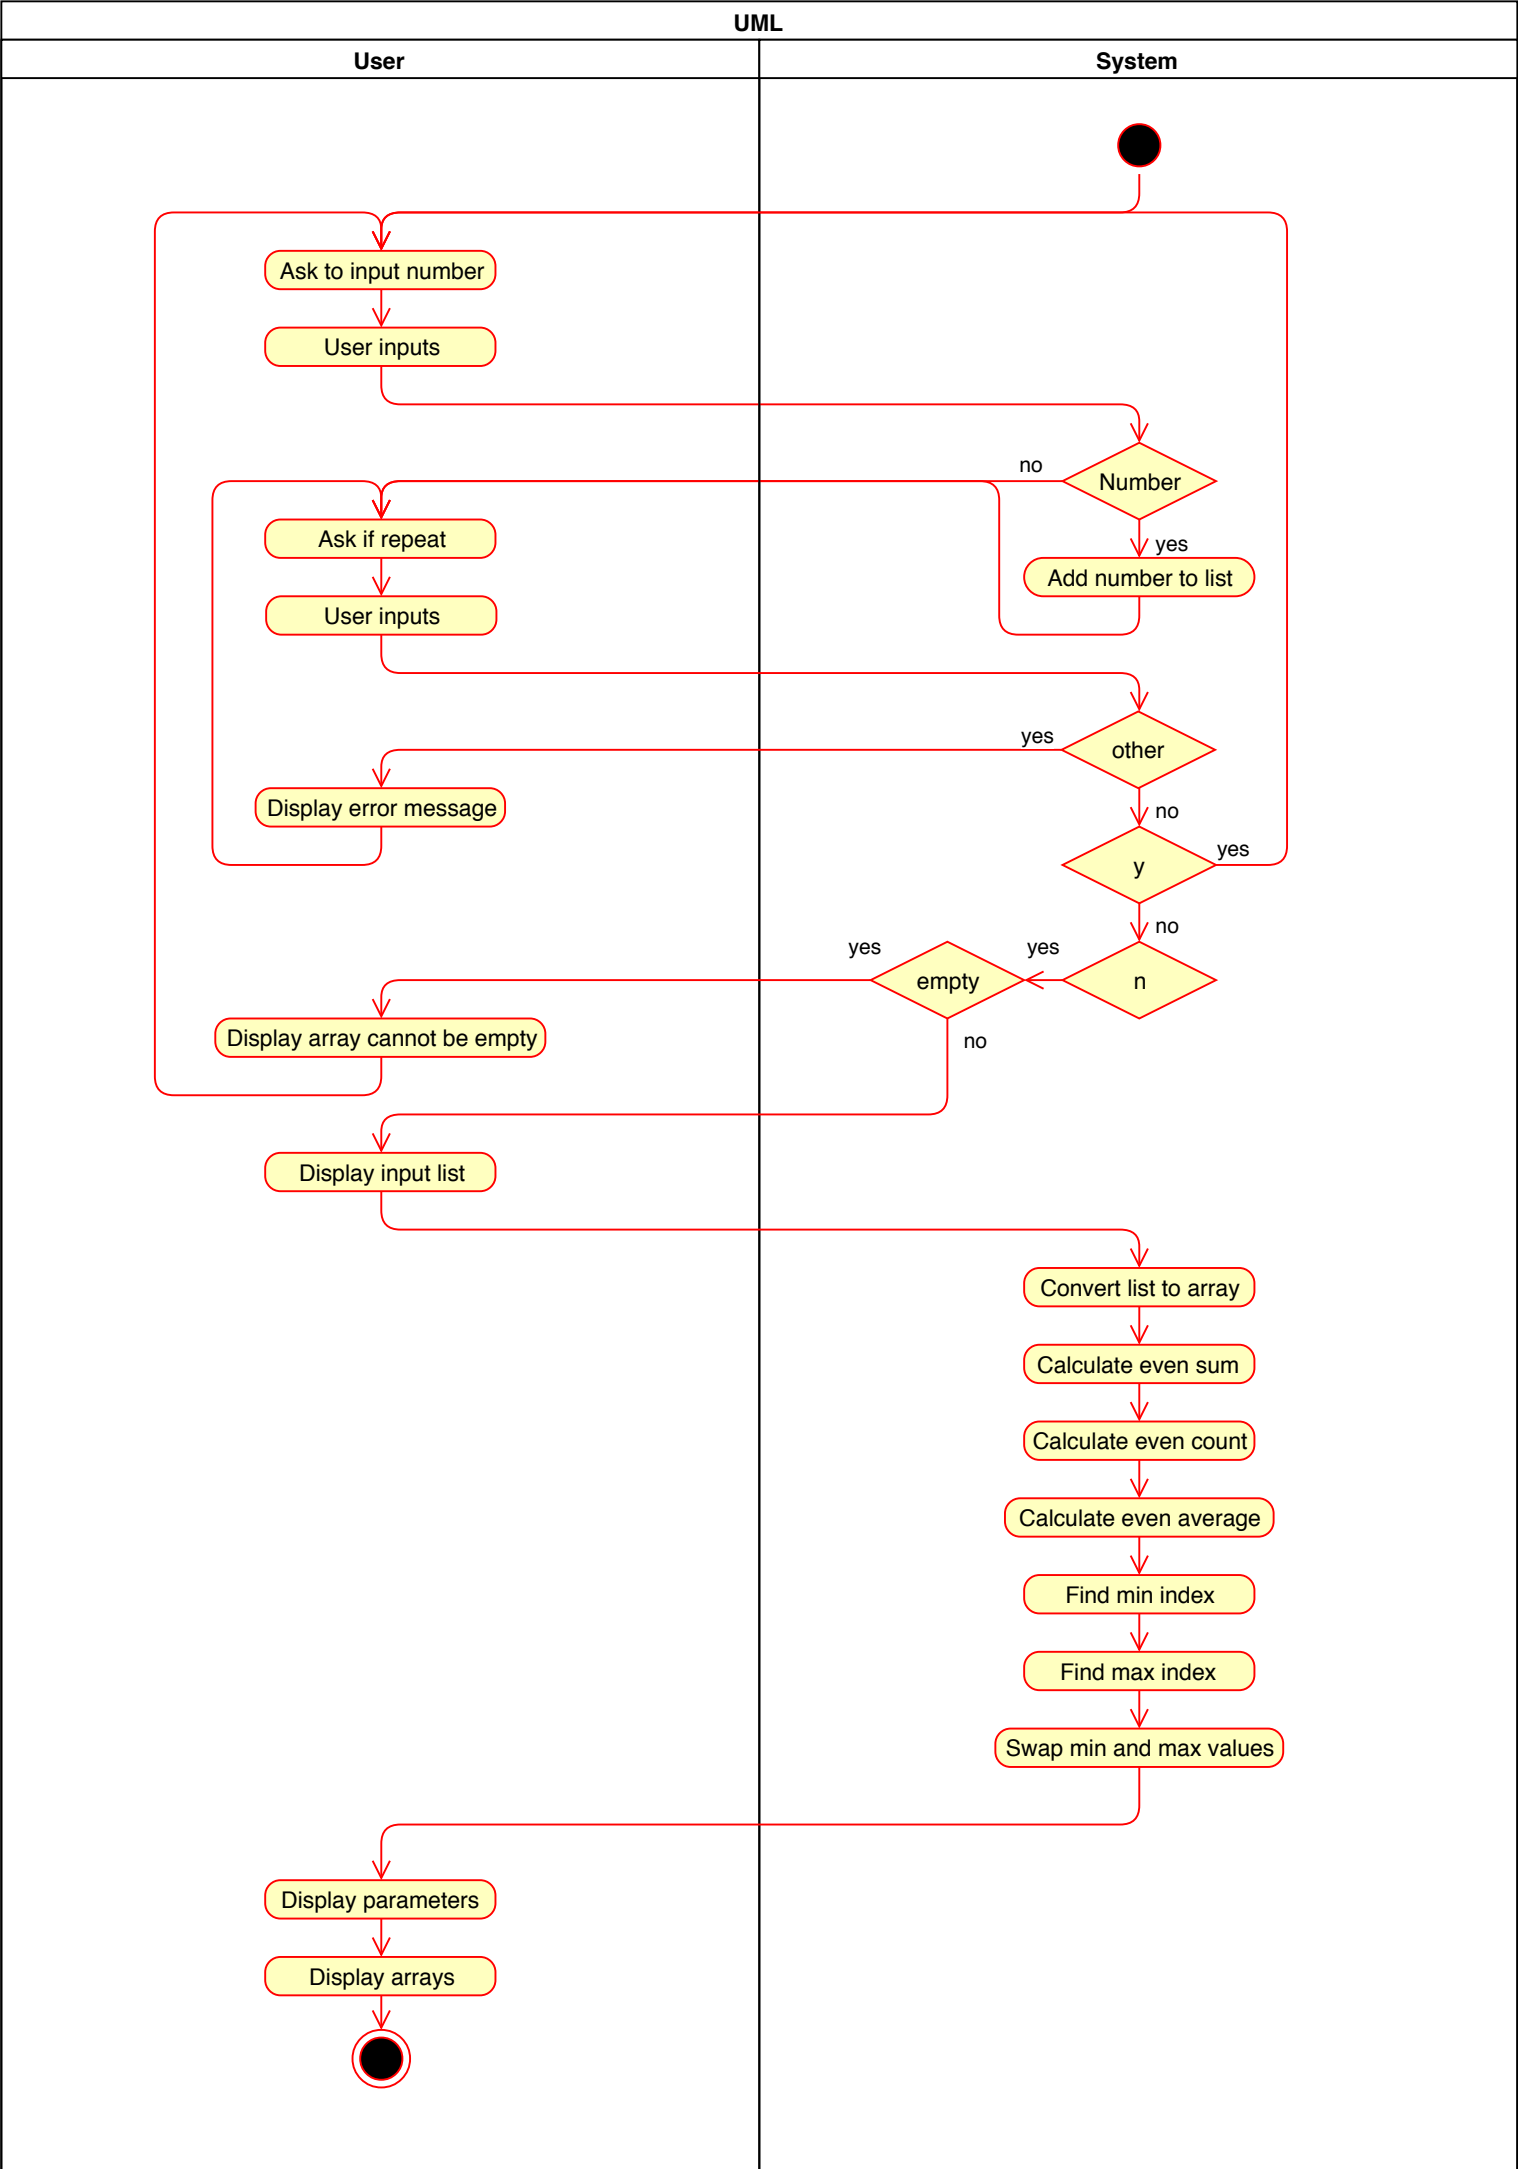 UML
User
System
Ask to input number
User inputs
no
Number
yes
Ask if repeat
Add number to list
User inputs
yes
other
no
Display error message
yes
y
no
yes
yes
empty
n
Display array cannot be empty
no
Display input list
Convert list to array
Calculate even sum
Calculate even count
Calculate even average
Find min index
Find max index
Swap min and max values
Display parameters
Display arrays